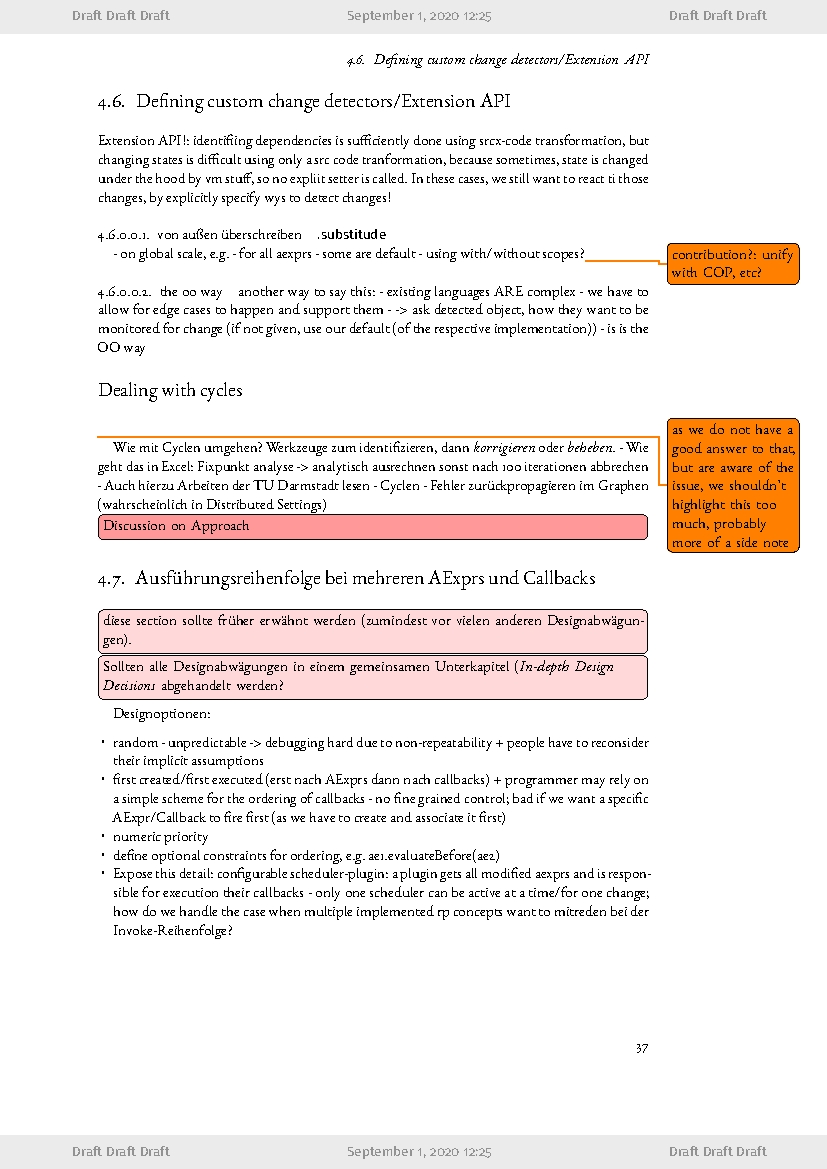 Draft Draft Draft September 1, 2020 12:25 Draft Draft Draft
4.6. Defining custom change detectors/Extension API
4.6. Defining custom change detectors/Extension API
Extension API!: identifiing dependencies is sufficiently done using srcx-code transformation, but
changing states is difficult using only a src code tranformation, because sometimes, state is changed
under the hood by vm stuff, so no expliit setter is called. In these cases, we still want to react ti those
changes, by explicitly specify wys to detect changes!
4.6.0.0.1. von außen überschreiben .substitude
- on global scale, e.g. - for all aexprs - some are default - using with/without scopes?
contribution?: unify
with COP, etc?
4.6.0.0.2. the oo way another way to say this: - existing languages ARE complex - we have to
allow for edge cases to happen and support them - -> ask detected object, how they want to be
monitored for change (if not given, use our default (of the respective implementation)) - is is the
OO way
Dealing with cycles
Wie mit Cyclen umgehen? Werkzeuge zum identifizieren, dann korrigieren oder beheben. - Wie
geht das in Excel: Fixpunkt analyse -> analytisch ausrechnen sonst nach 100 iterationen abbrechen
- Auch hierzu Arbeiten der TU Darmstadt lesen - Cyclen - Fehler zurückpropagieren im Graphen
(wahrscheinlich in Distributed Settings)
as we do not have a
good answer to that,
but are aware of the
issue, we shouldn't
highlight this too
much, probably
more of a side note
Discussion on Approach
4.7. Ausführungsreihenfolge bei mehreren AExprs und Callbacks
diese section sollte früher erwähnt werden (zumindest vor vielen anderen Designabwägun-
gen).
Sollten alle Designabwägungen in einem gemeinsamen Unterkapitel (In-depth Design
Decisions abgehandelt werden?
Designoptionen:
• random - unpredictable -> debugging hard due to non-repeatability + people have to reconsider
their implicit assumptions
• first created/first executed (erst nach AExprs dann nach callbacks) + programmer may rely on
a simple scheme for the ordering of callbacks - no fine grained control; bad if we want a specific
AExpr/Callback to fire first (as we have to create and associate it first)
• numeric priority
• define optional constraints for ordering, e.g. ae1.evaluateBefore(ae2)
• Expose this detail: configurable scheduler-plugin: a plugin gets all modified aexprs and is respon-
sible for execution their callbacks - only one scheduler can be active at a time/for one change;
how do we handle the case when multiple implemented rp concepts want to mitreden bei der
Invoke-Reihenfolge?
37
Draft Draft Draft September 1, 2020 12:25 Draft Draft Draft